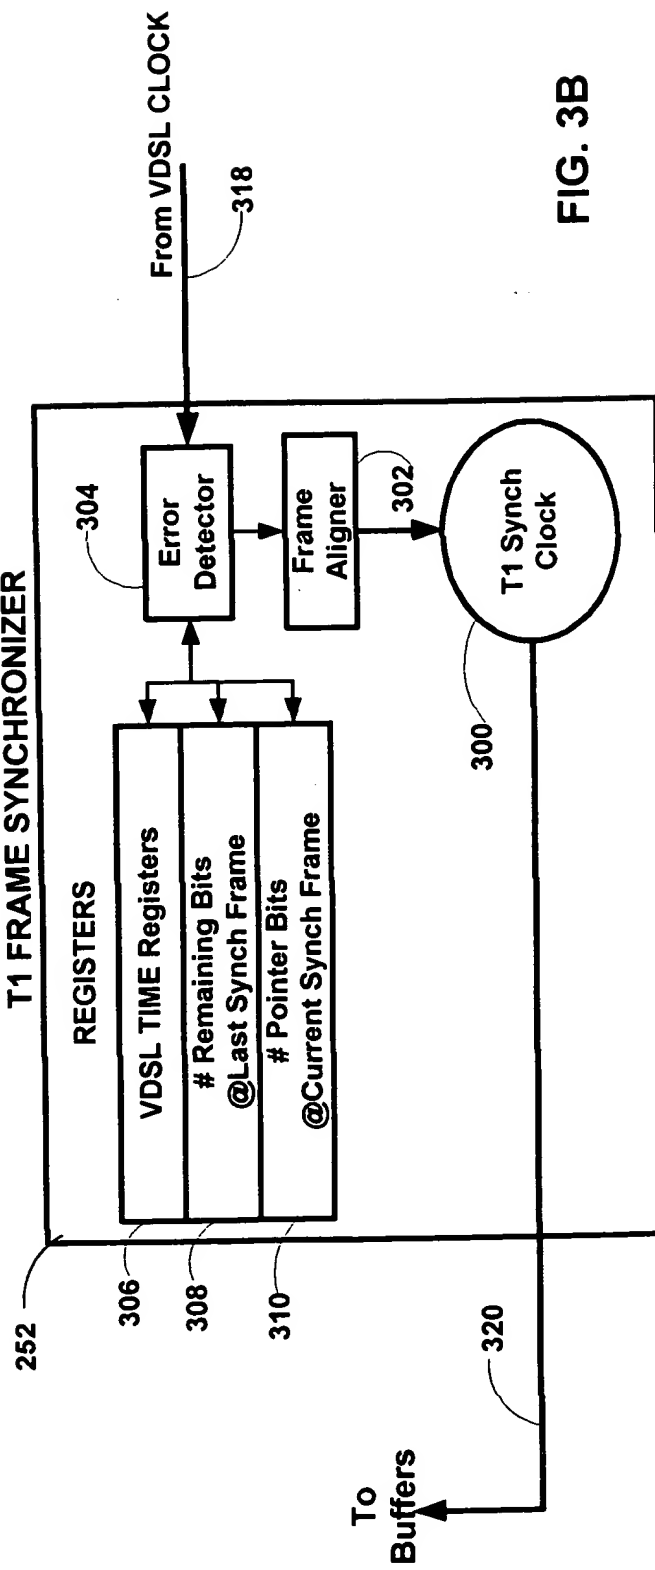 T1 FRAME SYNCHRONIZER
252
REGISTERS
306
VDSL TIME Registers
308
# Remaining Bits
@Last Synch Frame
310
# Pointer Bits
@Current Synch Frame
304
Error
Detector
From VDSL CLOCK
318
Frame
Aligner
302
T1 Synch
Clock
300
320
To
Buffers
FIG. 3B